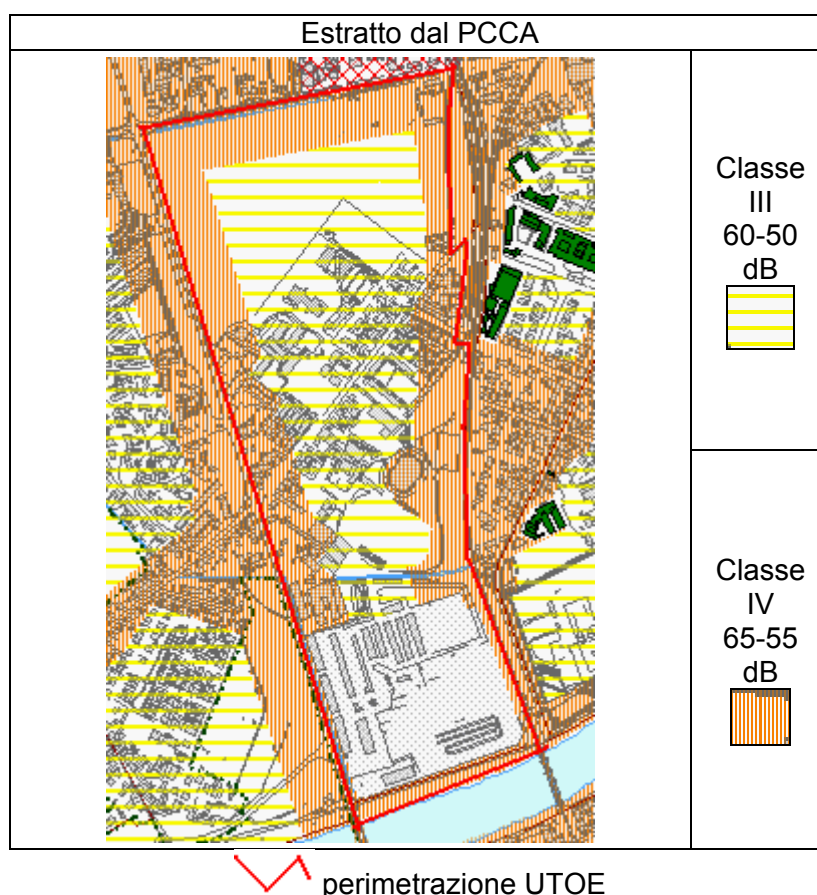 Estratto dal PCCA
Classe
III
60-50
dB
Classe
IV
65-55
dB
perimetrazione UTOE